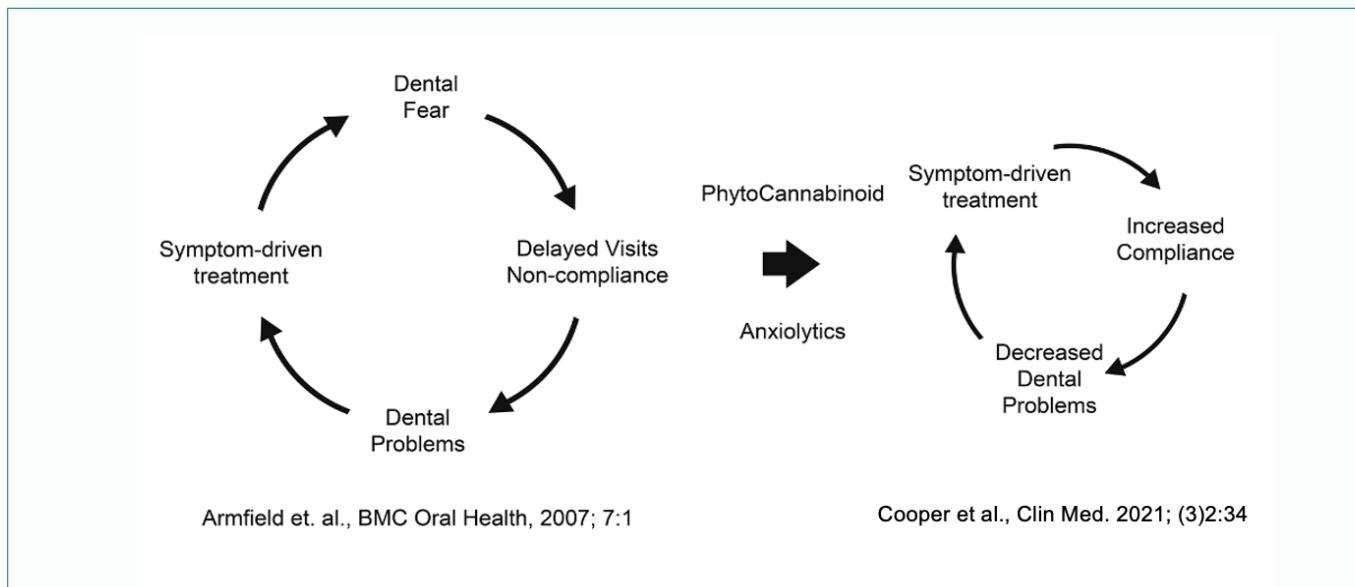 Dental
Fear
Delayed Visits
Non-compliance
Dental
Problems
Symptom-driven
treatment
PhytoCannabinoid
Anxiolytics
Symptom-driven
treatment
Increased
Compliance
Decreased
Dental
Problems
Armfield et. al., BMC Oral Health, 2007; 7:1
Cooper et al., Clin Med. 2021; (3)2:34